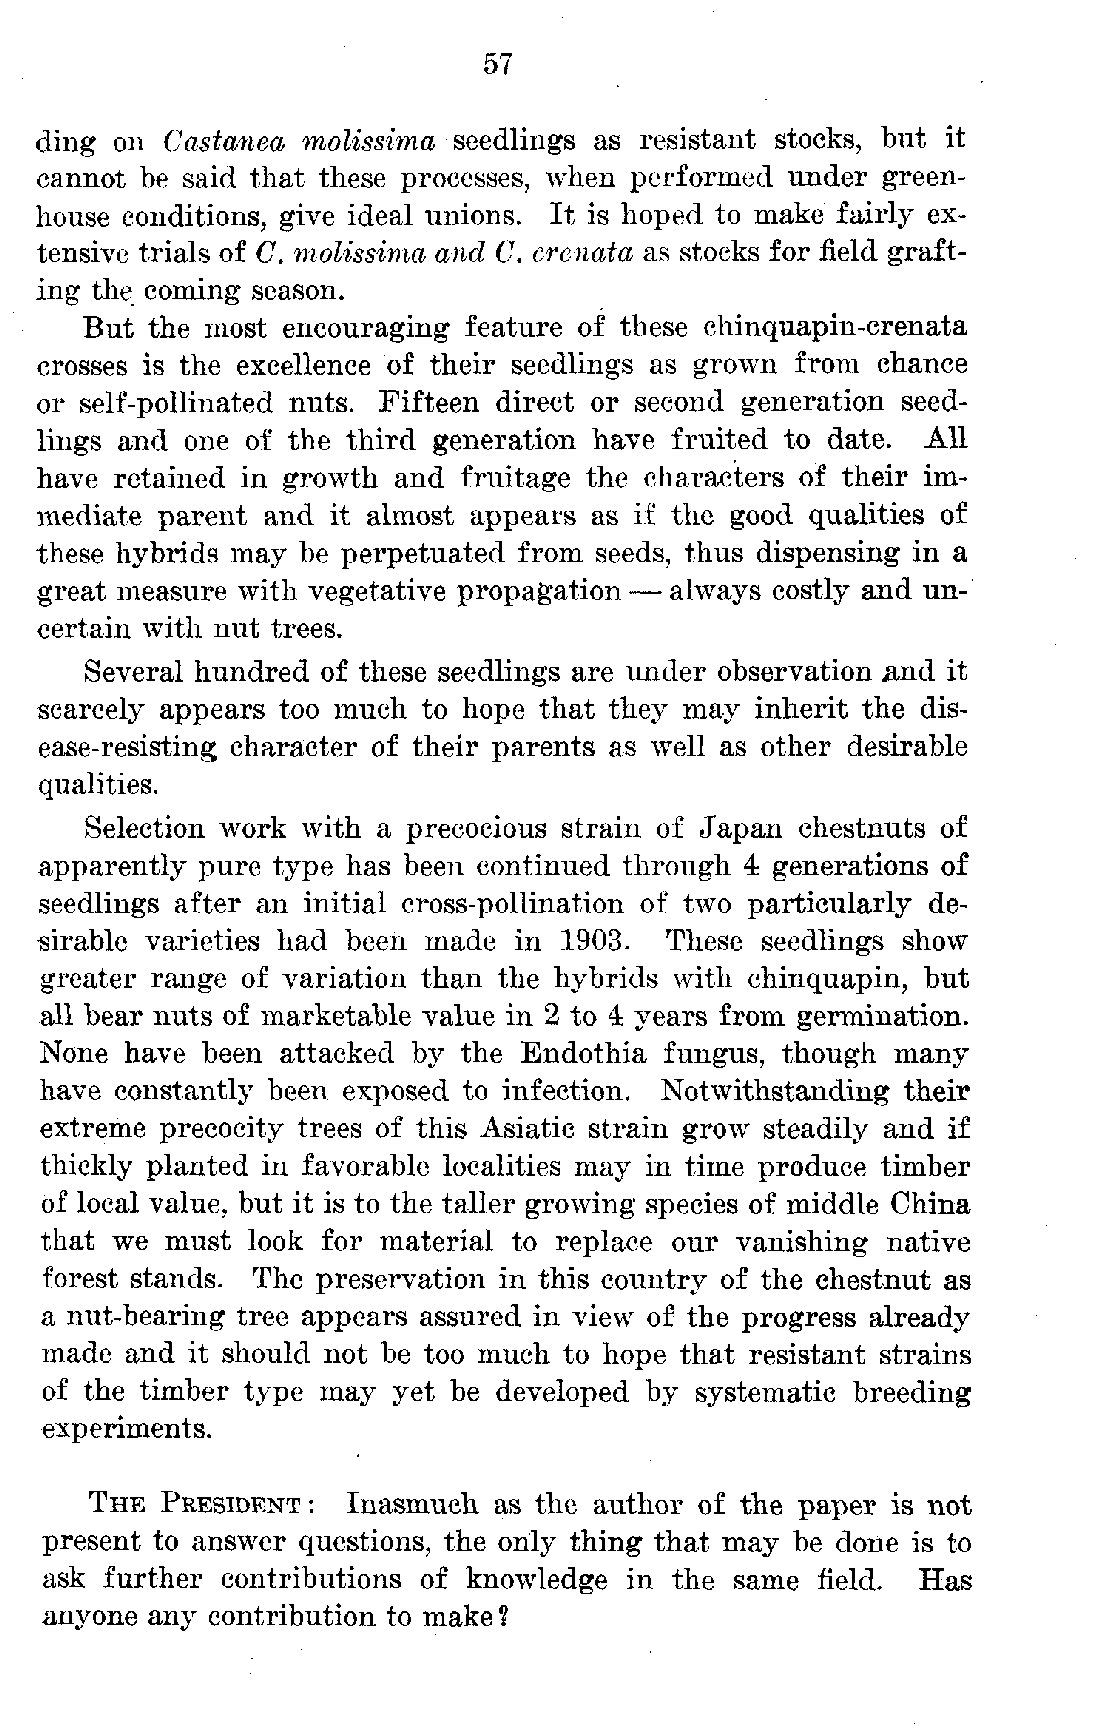 57
ding on Castanea molissima seedlings as resistant stocks, but it
cannot be said that these processes, when performed under green-
house conditions, give ideal unions. It is hoped to make fairly ex-
tensive trials of C. molissima and C. crenata as stocks for field graft-
ing the coming season.
But the most encouraging feature of these chinquapin-crenata
crosses is the excellence of their seedlings as grown from chance
or self-pollinated nuts. Fifteen direct or second generation seed-
lings and one of the third generation have fruited to date. All
have retained in growth and fruitage the characters of their im-
mediate parent and it almost appears as if the good qualities of
these hybrids may be perpetuated from seeds, thus dispensing in a
great measure with vegetative propagation — always costly and un-
certain with nut trees.
Several hundred of these seedlings are under observation and it
scarcely appears too much to hope that they may inherit the dis-
ease-resisting character of their parents as well as other desirable
qualities.
Selection work with a precocious strain of Japan chestnuts of
apparently pure type has been continued through 4 generations of
seedlings after an initial cross-pollination of two particularly de-
sirable varieties had been made in 1903. These seedlings show
greater range of variation than the hybrids with chinquapin, but
all bear nuts of marketable value in 2 to 4 years from germination.
None have been attacked by the Endothia fungus, though many
have constantly been exposed to infection. Notwithstanding their
extreme precocity trees of this Asiatic strain grow steadily and if
thickly planted in favorable localities may in time produce timber
of local value, but it is to the taller growing species of middle China
that we must look for material to replace our vanishing native
forest stands. The preservation in this country of the chestnut as
a nut-bearing tree appears assured in view of the progress already
made and it should not be too much to hope that resistant strains
of the timber type may yet be developed by systematic breeding
experiments.
THE PRESIDENT: Inasmuch as the author of the paper is not
present to answer questions, the only thing that may be done is to
ask further contributions of knowledge in the same field. Has
anyone any contribution to make?